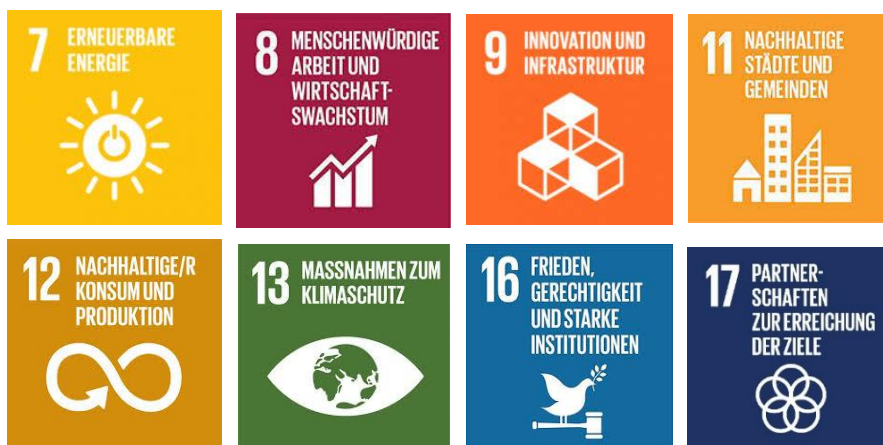 7 ERNEUERBARE
ENERGIE
8 MENSCHENWÜRDIGE
ARBEIT UND
WIRTSCHAFT-
SWACHSTUM
9 INNOVATION UND
INFRASTRUKTUR
11 NACHHALTIGE
STÄDTE UND
GEMEINDEN
12 NACHHALTIGE/R
KONSUM UND
PRODUKTION
13 MASSNAHMEN ZUM
KLIMASCHUTZ
16 FRIEDEN,
GERECHTIGKEIT
UND STARKE
INSTITUTIONEN
17 PARTNER-
SCHAFTEN
ZUR ERREICHUNG
DER ZIELE